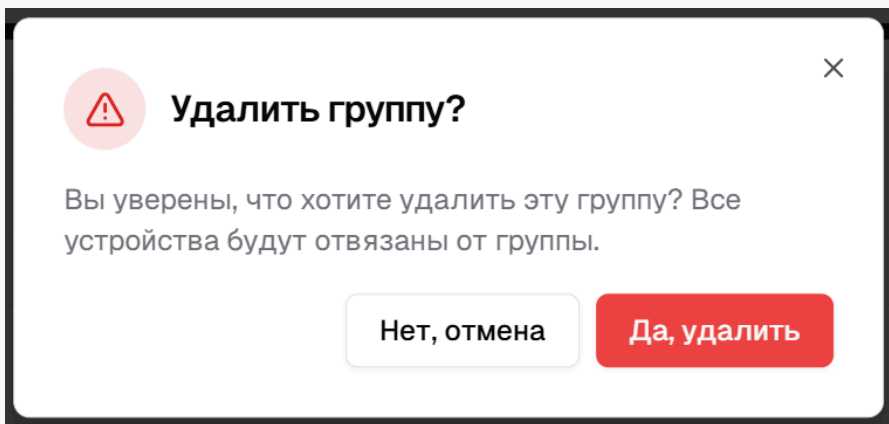 Удалить группу?
Вы уверены, что хотите удалить эту группу? Все
устройства будут отвязаны от группы.
Нет, отмена
Да, удалить